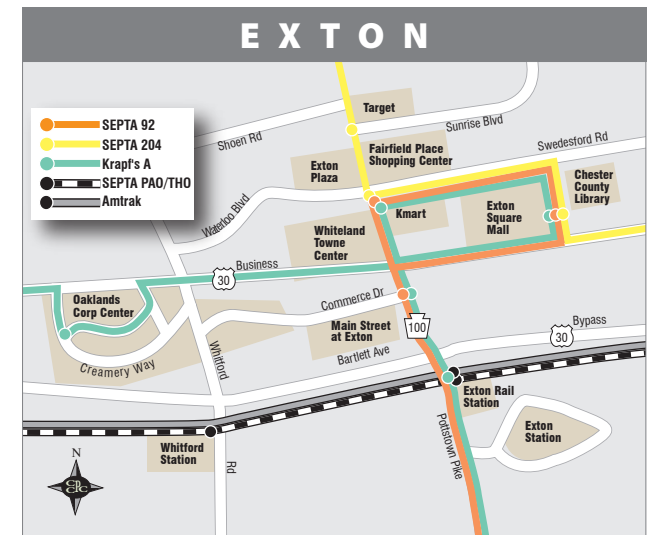 EXTON
SEPTA 92
SEPTA 204
Krapf's A
SEPTA PAO/THO
Amtrak
Target
Sunrise Blvd
Shoen Rd
Swedesford Rd
Fairfield Place
Shopping Center
Exton
Plaza
Chester
County
Library
Waterloo Blvd
Kmart
Exton
Square
Mall
Whiteland
Towne
Center
Business
30
Oaklands
Corp Center
Commerce Dr
100
Main Street
at Exton
Bypass
30
Bartlett Ave
Creamery Way
Whitford
Exton Rail
Station
Exton
Station
Pottstown Pike
Whitford
Station
Rd
N